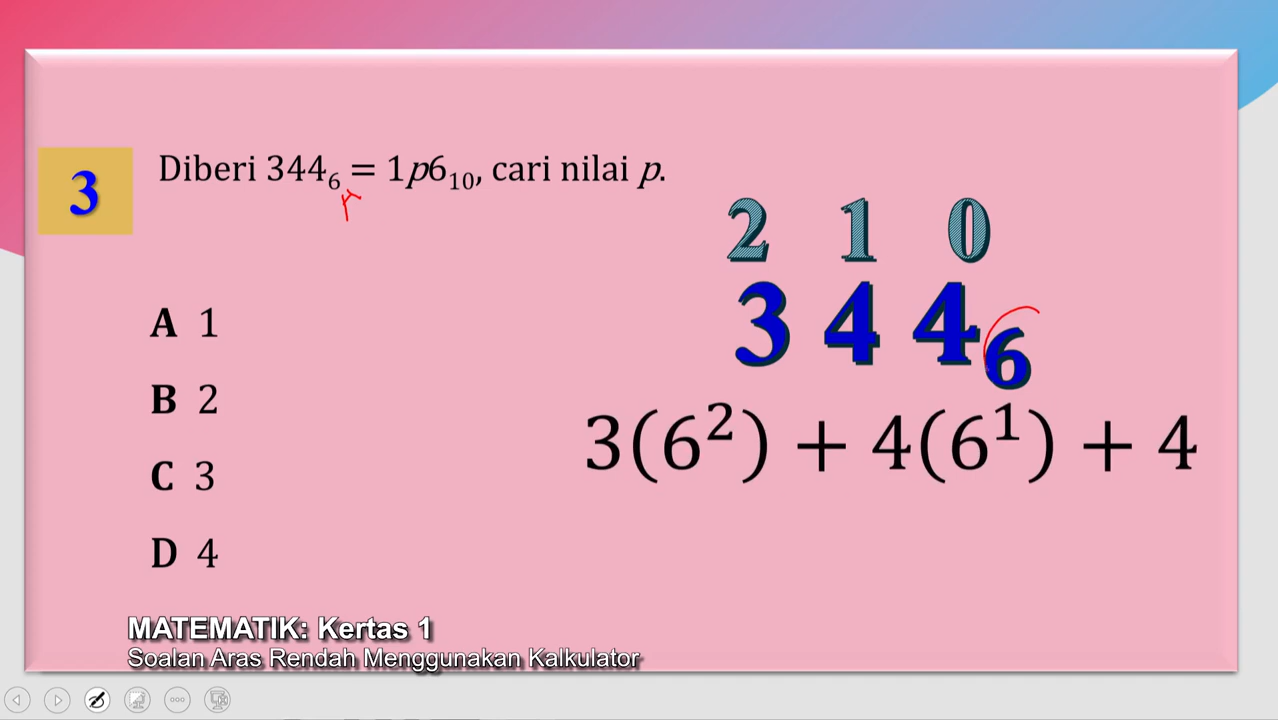 3
Diberi 344₆ = 1p6₁₀, cari nilai p.
2 1 0
3 4 4₆
3(6²) + 4(6¹) + 4
A 1
B 2
C 3
D 4
MATEMATIK: Kertas 1
Soalan Aras Rendah Menggunakan Kalkulator